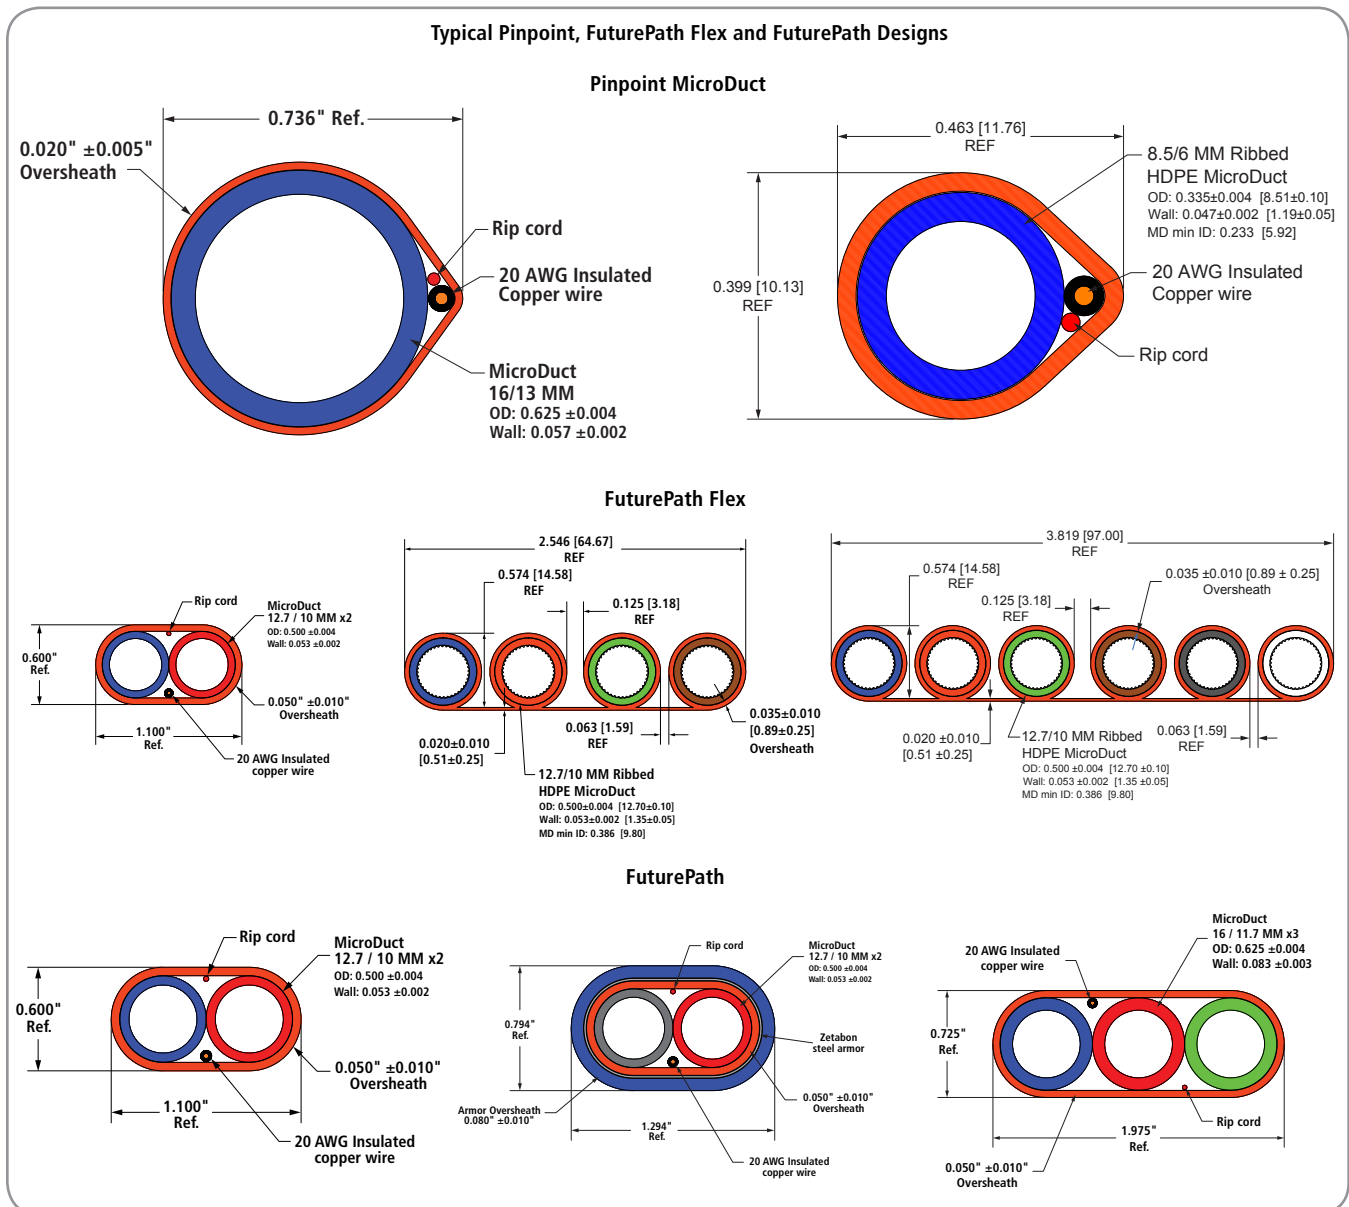 Typical Pinpoint, FuturePath Flex and FuturePath Designs
Pinpoint MicroDuct
0.736" Ref.
0.020" ±0.005"
Oversheath
Rip cord
20 AWG Insulated
Copper wire
MicroDuct
16/13 MM
OD: 0.625 ±0.004
Wall: 0.057 ±0.002
0.463 [11.76]
REF
8.5/6 MM Ribbed
HDPE MicroDuct
OD: 0.335±0.004 [8.51±0.10]
Wall: 0.047±0.002 [1.19±0.05]
MD min ID: 0.233 [5.92]
0.399 [10.13]
REF
20 AWG Insulated
Copper wire
Rip cord
FuturePath Flex
Rip cord
MicroDuct
12.7 / 10 MM x2
OD: 0.500 ±0.004
Wall: 0.053 ±0.002
0.600"
Ref.
0.050" ±0.010"
Oversheath
1.100"
Ref.
20 AWG Insulated
copper wire
2.546 [64.67]
REF
0.574 [14.58]
REF
0.125 [3.18]
REF
0.063 [1.59]
REF
0.035±0.010
[0.89±0.25]
Oversheath
0.020±0.010
[0.51±0.25]
12.7/10 MM Ribbed
HDPE MicroDuct
OD: 0.500±0.004 [12.70±0.10]
Wall: 0.053±0.002 [1.35±0.05]
MD min ID: 0.386 [9.80]
3.819 [97.00]
REF
0.574 [14.58]
REF
0.125 [3.18]
REF
0.035 ±0.010 [0.89 ± 0.25]
Oversheath
0.020 ±0.010
[0.51 ±0.25]
12.7/10 MM Ribbed
HDPE MicroDuct
OD: 0.500 ±0.004 [12.70 ±0.10]
Wall: 0.053 ±0.002 [1.35 ±0.05]
MD min ID: 0.386 [9.80]
0.063 [1.59]
REF
FuturePath
Rip cord
MicroDuct
12.7 / 10 MM x2
OD: 0.500 ±0.004
Wall: 0.053 ±0.002
0.600"
Ref.
0.050" ±0.010"
Oversheath
1.100"
Ref.
20 AWG Insulated
copper wire
Rip cord
MicroDuct
12.7 / 10 MM x2
OD: 0.500 ±0.004
Wall: 0.053 ±0.002
0.794"
Ref.
Zetabon
steel armor
Armor Oversheath
0.080" ±0.010"
0.050" ±0.010"
Oversheath
1.294"
Ref.
20 AWG Insulated
copper wire
20 AWG Insulated
copper wire
MicroDuct
16 / 11.7 MM x3
OD: 0.625 ±0.004
Wall: 0.083 ±0.003
0.725"
Ref.
Rip cord
1.975"
Ref.
0.050" ±0.010"
Oversheath